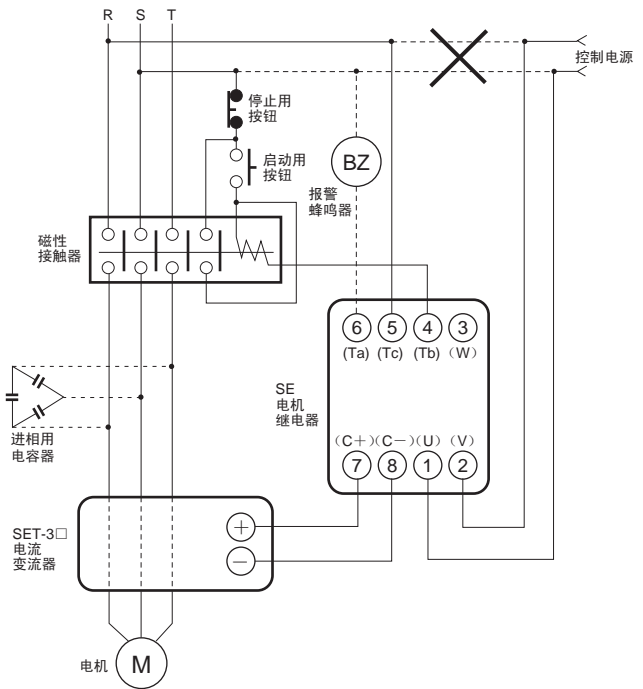 R S T
控制电源
停止用
按钮
启动用
按钮
BZ
报警
蜂鸣器
磁性
接触器
6 5 4 3
(Ta) (Tc) (Tb) (W)
SE
电机
继电器
(C+) (C-) (U) (V)
7 8 1 2
进相用
电容器
SET-3□
电流
变流器
+
-
电机
M